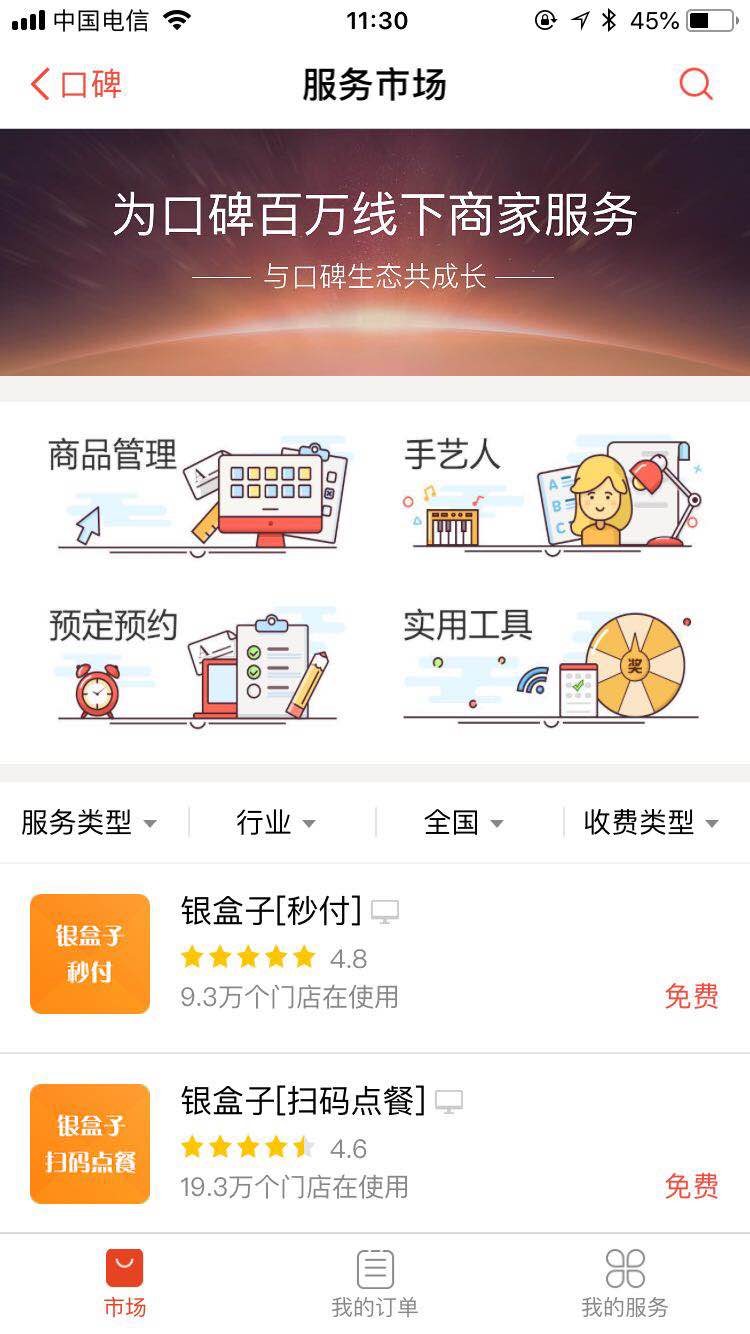 中国电信 11:30 45%
口碑 服务市场
为口碑百万线下商家服务
与口碑生态共成长
商品管理 手艺人
A
B
C
预定预约 实用工具
奖
服务类型 行业 全国 收费类型
银盒子
秒付
银盒子[秒付]
4.8
9.3万个门店在使用
免费
银盒子
扫码点餐
银盒子[扫码点餐]
4.6
19.3万个门店在使用
免费
市场 我的订单 我的服务